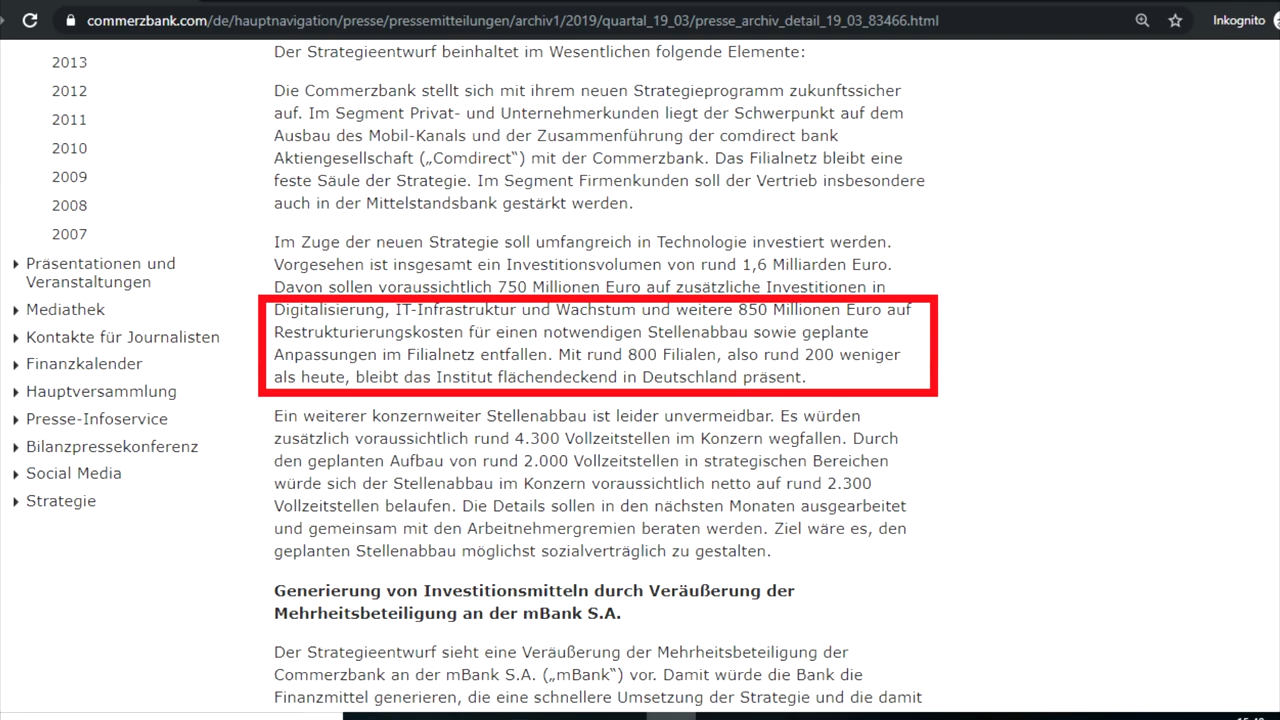 commerzbank.com/de/hauptnavigation/presse/pressemitteilungen/archiv1/2019/quartal_19_03/presse_archiv_detail_19_03_83466.html
Inkognito
2013
2012
2011
2010
2009
2008
2007
Präsentationen und
Veranstaltungen
Mediathek
Kontakte für Journalisten
Finanzkalender
Hauptversammlung
Presse-Infoservice
Bilanzpressekonferenz
Social Media
Strategie
Der Strategieentwurf beinhaltet im Wesentlichen folgende Elemente:
Die Commerzbank stellt sich mit ihrem neuen Strategieprogramm zukunftssicher
auf. Im Segment Privat- und Unternehmerkunden liegt der Schwerpunkt auf dem
Ausbau des Mobil-Kanals und der Zusammenführung der comdirect bank
Aktiengesellschaft („Comdirect“) mit der Commerzbank. Das Filialnetz bleibt eine
feste Säule der Strategie. Im Segment Firmenkunden soll der Vertrieb insbesondere
auch in der Mittelstandsbank gestärkt werden.
Im Zuge der neuen Strategie soll umfangreich in Technologie investiert werden.
Vorgesehen ist insgesamt ein Investitionsvolumen von rund 1,6 Milliarden Euro.
Davon sollen voraussichtlich 750 Millionen Euro auf zusätzliche Investitionen in
Digitalisierung, IT-Infrastruktur und Wachstum und weitere 850 Millionen Euro auf
Restrukturierungskosten für einen notwendigen Stellenabbau sowie geplante
Anpassungen im Filialnetz entfallen. Mit rund 800 Filialen, also rund 200 weniger
als heute, bleibt das Institut flächendeckend in Deutschland präsent.
Ein weiterer konzernweiter Stellenabbau ist leider unvermeidbar. Es würden
zusätzlich voraussichtlich rund 4.300 Vollzeitstellen im Konzern wegfallen. Durch
den geplanten Aufbau von rund 2.000 Vollzeitstellen in strategischen Bereichen
würde sich der Stellenabbau im Konzern voraussichtlich netto auf rund 2.300
Vollzeitstellen belaufen. Die Details sollen in den nächsten Monaten ausgearbeitet
und gemeinsam mit den Arbeitnehmergremien beraten werden. Ziel wäre es, den
geplanten Stellenabbau möglichst sozialverträglich zu gestalten.
Generierung von Investitionsmitteln durch Veräußerung der
Mehrheitsbeteiligung an der mBank S.A.
Der Strategieentwurf sieht eine Veräußerung der Mehrheitsbeteiligung der
Commerzbank an der mBank S.A. („mBank“) vor. Damit würde die Bank die
Finanzmittel generieren, die eine schnellere Umsetzung der Strategie und die damit